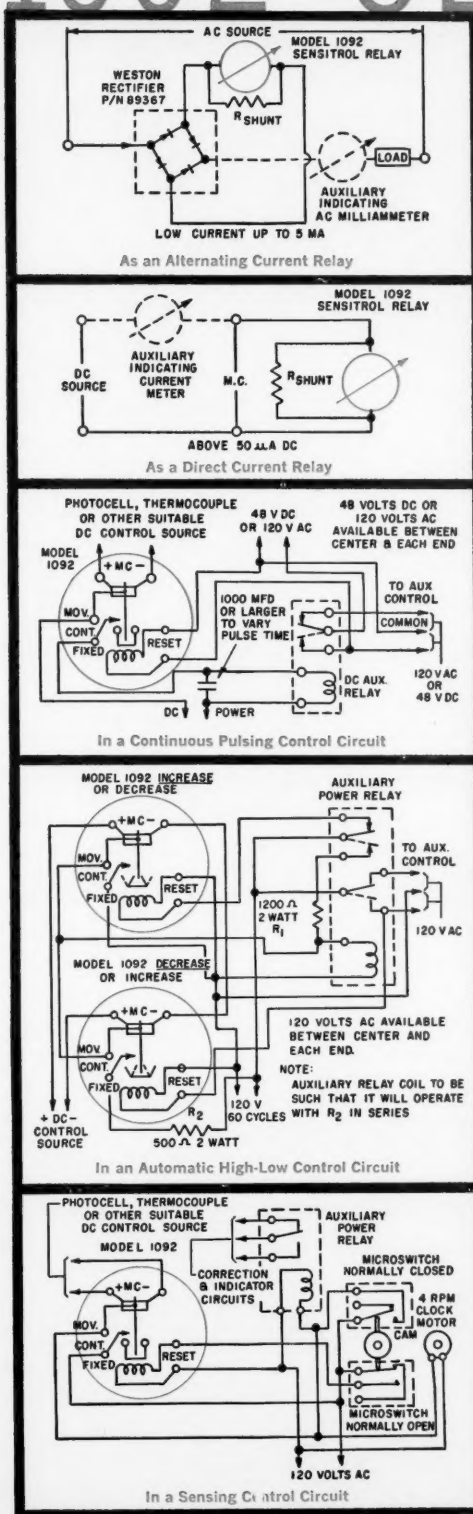 AC SOURCE
MODEL 1092
SENSITROL RELAY
WESTON
RECTIFIER
P/N 89367
RSHUNT
LOAD
AUXILIARY
INDICATING
AC MILLIAMMETER
LOW CURRENT UP TO 5 MA
As an Alternating Current Relay
MODEL 1092
SENSITROL RELAY
AUXILIARY
INDICATING
CURRENT
METER
DC
SOURCE
M.C.
RSHUNT
ABOVE 50 µA DC
As a Direct Current Relay
PHOTOCELL, THERMOCOUPLE
OR OTHER SUITABLE
DC CONTROL SOURCE
48 V DC
OR 120 V AC
48 VOLTS DC OR
120 VOLTS AC
AVAILABLE BETWEEN
CENTER & EACH END
MODEL
1092
+MC-
MOV.
CONT.
FIXED
RESET
1000 MFD
OR LARGER
TO VARY
PULSE TIME
TO AUX
CONTROL
COMMON
120 V AC
OR
48 V DC
DC AUX.
RELAY
DC
POWER
In a Continuous Pulsing Control Circuit
MODEL 1092 INCREASE
OR DECREASE
AUXILIARY
POWER RELAY
+MC-
MOV.
CONT.
FIXED
RESET
1200 Ω
2 WATT
R1
TO AUX.
CONTROL
120 V AC
MODEL 1092 DECREASE
OR INCREASE
+MC-
MOV.
CONT.
FIXED
RESET
120 VOLTS AC AVAILABLE
BETWEEN CENTER AND
EACH END.
NOTE:
AUXILIARY RELAY COIL TO BE
SUCH THAT IT WILL OPERATE
WITH R2 IN SERIES
+ DC-
CONTROL
SOURCE
R2
500 Ω 2 WATT
120 V
60 CYCLES
In an Automatic High-Low Control Circuit
PHOTOCELL, THERMOCOUPLE
OR OTHER SUITABLE
DC CONTROL SOURCE
AUXILIARY
POWER
RELAY
MODEL 1092
+MC-
CORRECTION
& INDICATOR
CIRCUITS
MICROSWITCH
NORMALLY CLOSED
4 RPM
CLOCK
MOTOR
CAM
MOV.
CONT.
FIXED
RESET
MICROSWITCH
NORMALLY OPEN
120 VOLTS AC
In a Sensing Control Circuit